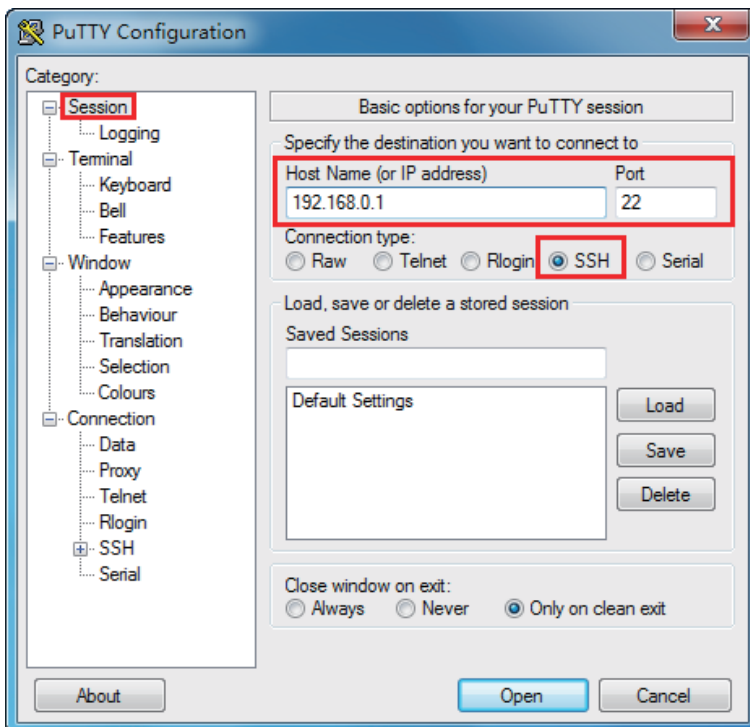 PuTTY Configuration
Category:
Session
Logging
Terminal
Keyboard
Bell
Features
Window
Appearance
Behaviour
Translation
Selection
Colours
Connection
Data
Proxy
Telnet
Rlogin
SSH
Serial
Basic options for your PuTTY session
Specify the destination you want to connect to
Host Name (or IP address) Port
192.168.0.1 22
Connection type:
Raw Telnet Rlogin SSH Serial
Load, save or delete a stored session
Saved Sessions
Default Settings
Load
Save
Delete
Close window on exit:
Always Never Only on clean exit
About Open Cancel